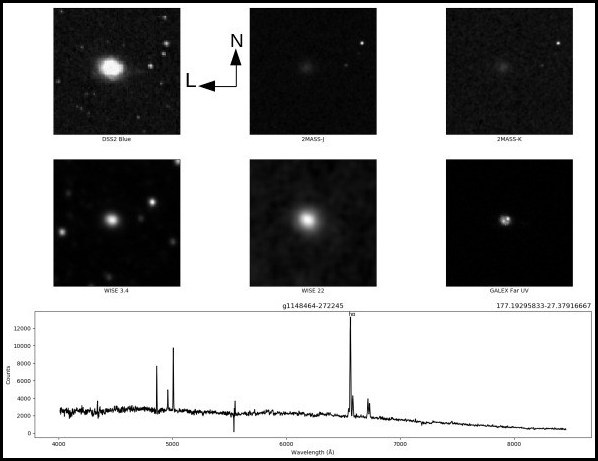 N
L
DSS2 Blue
2MASS-J
2MASS-K
WISE 3.4
WISE 22
GALEX Far UV
g1148464-272245
177.19295833-27.37916667
Hα
12000
10000
8000
6000
4000
2000
0
Counts
4000
5000
6000
7000
8000
Wavelength (Å)